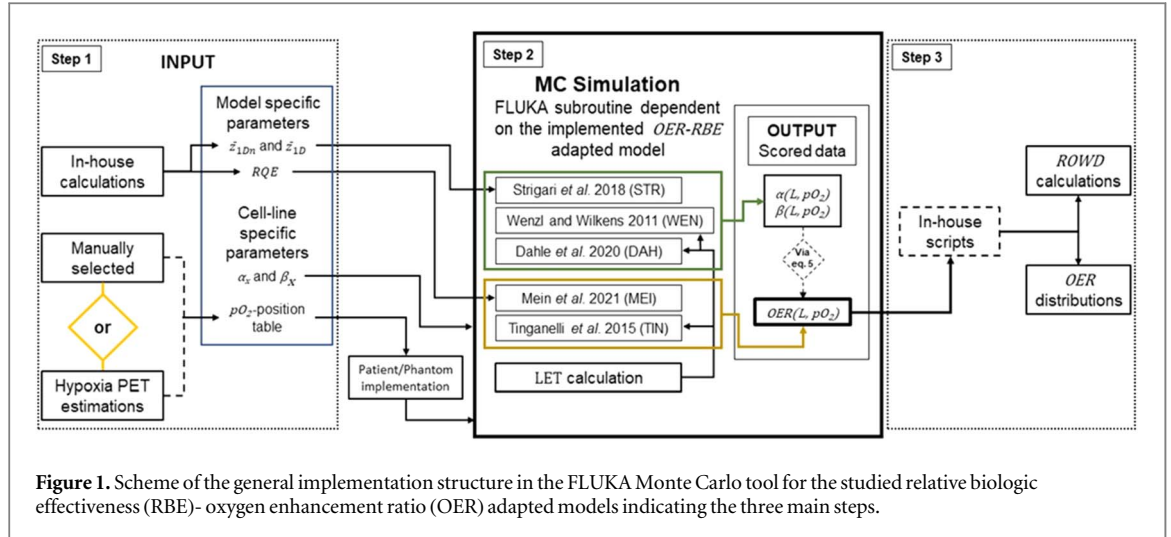 Step 1
INPUT
Model specific
parameters
z̄₁Dn and z̄₁D
RQE
In-house
calculations
Cell-line
specific
parameters
αx and βX
pO2-position
table
Manually
selected
or
Hypoxia PET
estimations
Patient/Phantom
implementation
Step 2
MC Simulation
FLUKA subroutine dependent
on the implemented OER-RBE
adapted model
Strigari et al. 2018 (STR)
Wenzl and Wilkens 2011 (WEN)
Dahle et al. 2020 (DAH)
Mein et al. 2021 (MEI)
Tinganelli et al. 2015 (TIN)
LET calculation
OUTPUT
Scored data
α(L, pO2)
β(L, pO2)
Via
eq. 5
OER(L, pO2)
Step 3
In-house
scripts
ROWD
calculations
OER
distributions
Figure 1. Scheme of the general implementation structure in the FLUKA Monte Carlo tool for the studied relative biologic
effectiveness (RBE)- oxygen enhancement ratio (OER) adapted models indicating the three main steps.